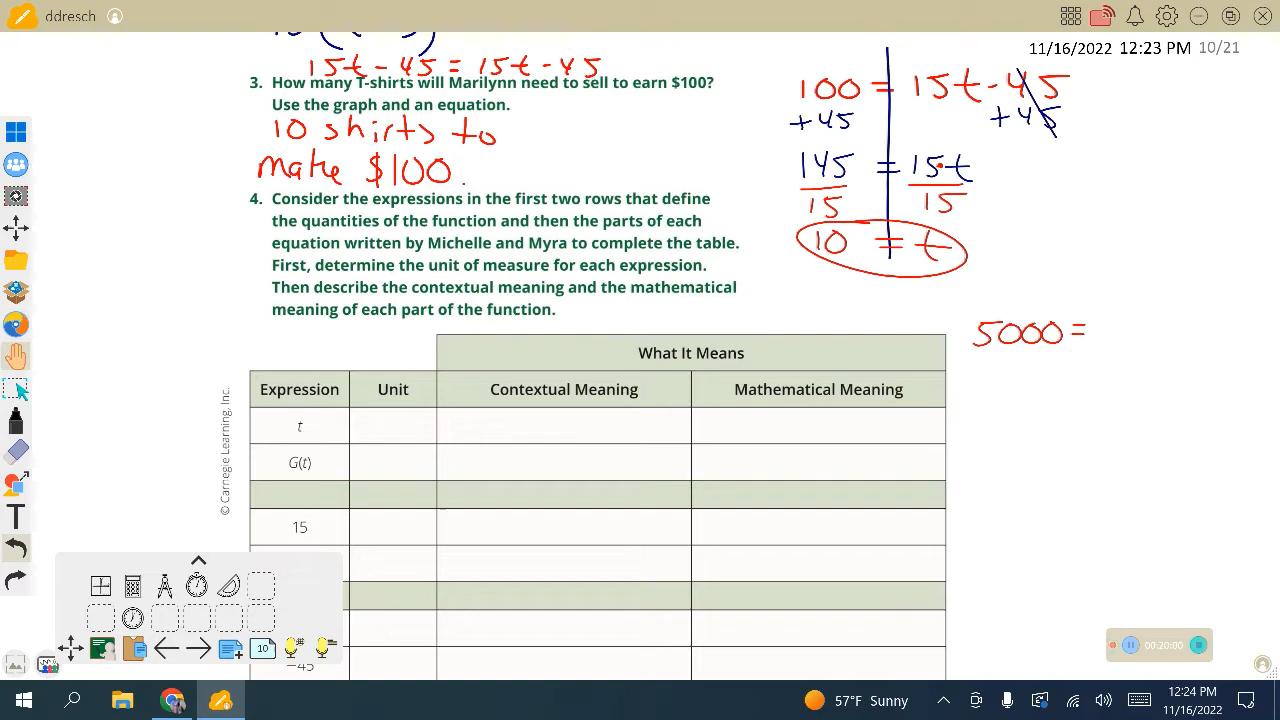 ddresch
11/16/2022 12:23 PM 10/21
15t - 45 = 15t - 45
3. How many T-shirts will Marilynn need to sell to earn $100?
Use the graph and an equation.
10 shirts to
make $100.
100 = 15t - 45
+45 +45
145 = 15·t
15 15
10 = t
4. Consider the expressions in the first two rows that define
the quantities of the function and then the parts of each
equation written by Michelle and Myra to complete the table.
First, determine the unit of measure for each expression.
Then describe the contextual meaning and the mathematical
meaning of each part of the function.
5000 =
What It Means
Expression Unit Contextual Meaning Mathematical Meaning
t
G(t)
15
-45
© Carnegie Learning, Inc.
10
00:20:00
57°F Sunny
12:24 PM
11/16/2022